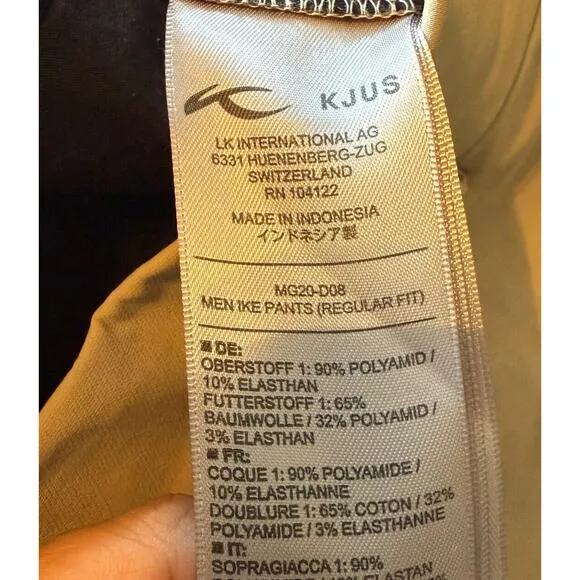 KJUS
LK INTERNATIONAL AG
6331 HUENENBERG-ZUG
SWITZERLAND
RN 104122
MADE IN INDONESIA
インドネシア製
MG20-D08
MEN IKE PANTS (REGULAR FIT)
■ DE:
OBERSTOFF 1: 90% POLYAMID /
10% ELASTHAN
FUTTERSTOFF 1: 65%
BAUMWOLLE / 32% POLYAMID /
3% ELASTHAN
■ FR:
COQUE 1: 90% POLYAMIDE /
10% ELASTHANNE
DOUBLURE 1: 65% COTON / 32%
POLYAMIDE / 3% ELASTHANNE
■ IT:
SOPRAGIACCA 1: 90%